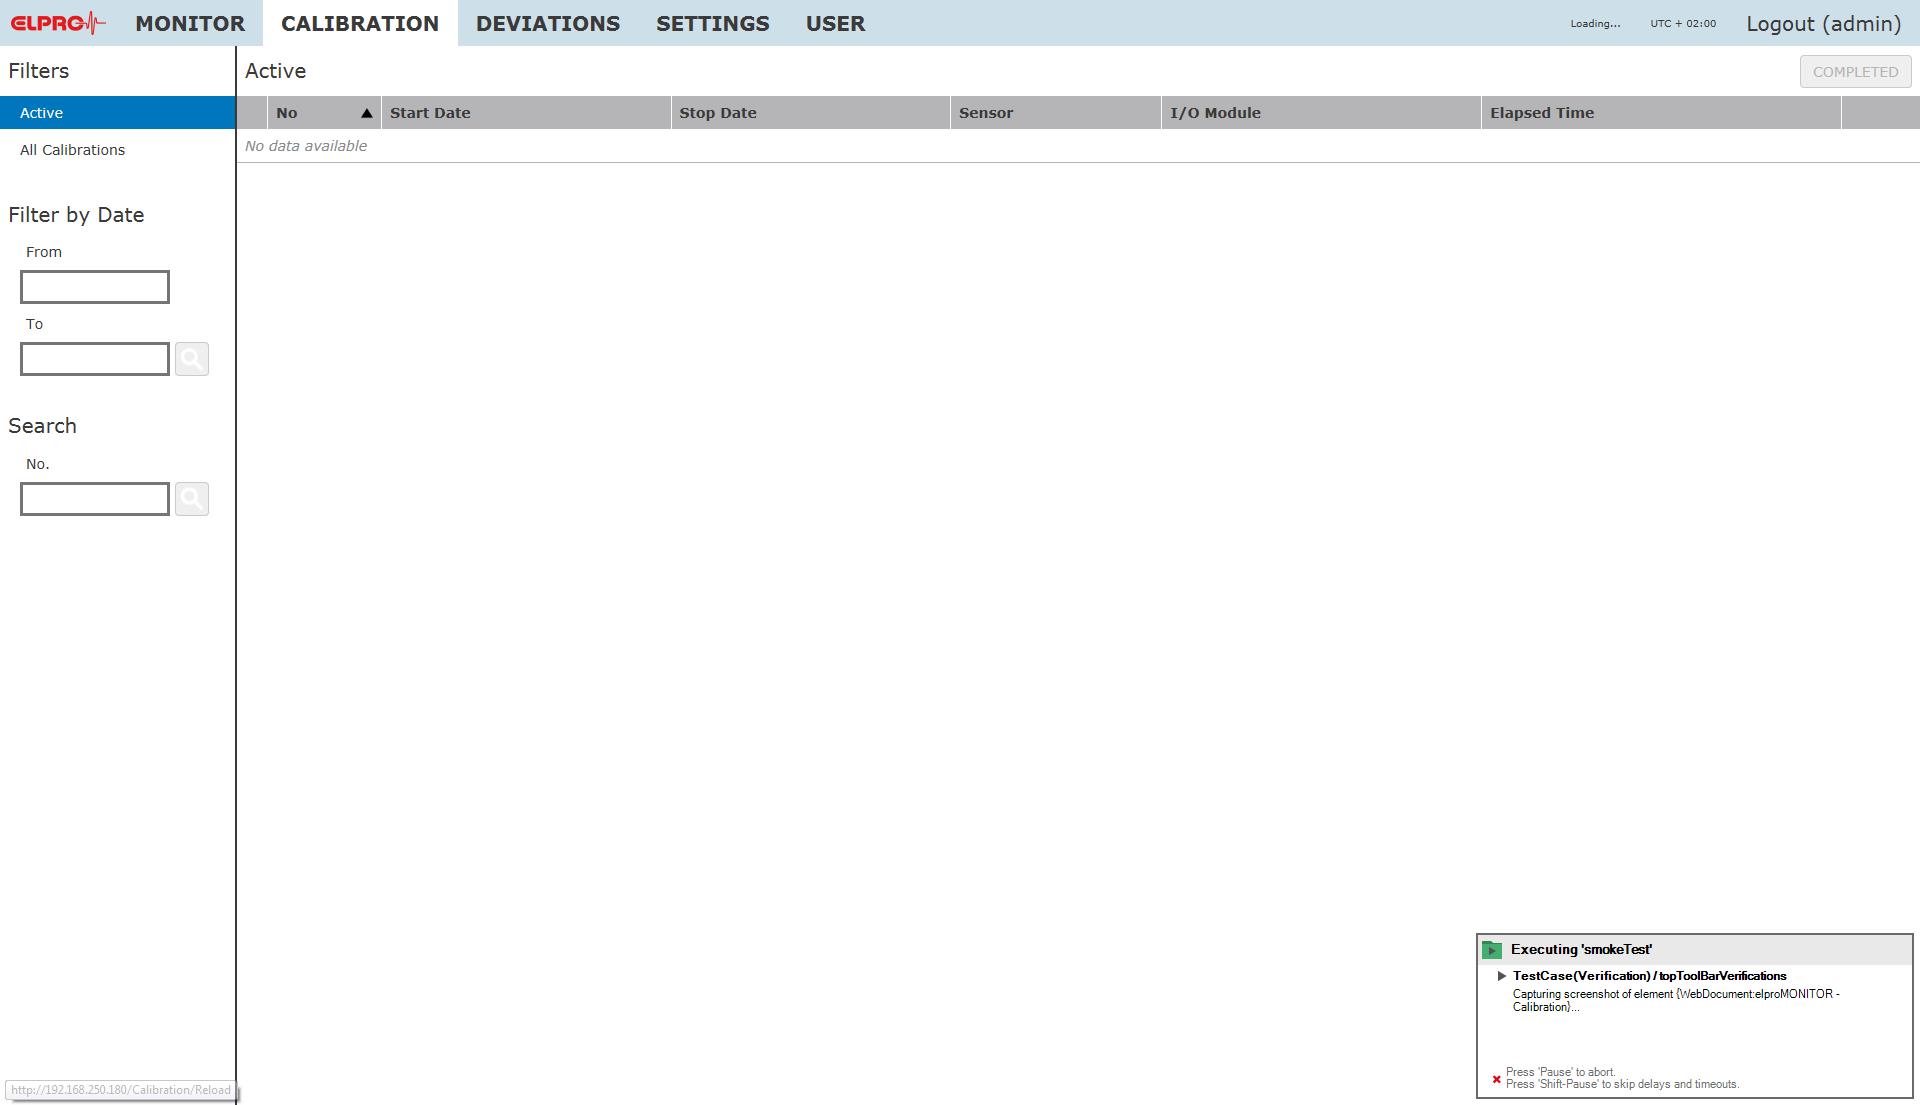 ELPRO
MONITOR
CALIBRATION
DEVIATIONS
SETTINGS
USER
Loading...
UTC + 02:00
Logout (admin)
Filters
Active
All Calibrations
Filter by Date
From
To
Search
No.
Active
COMPLETED
No
Start Date
Stop Date
Sensor
I/O Module
Elapsed Time
No data available
Executing 'smokeTest'
TestCase(Verification) / topToolBarVerifications
Capturing screenshot of element {WebDocument:elproMONITOR -
Calibration}...
Press 'Pause' to abort.
Press 'Shift-Pause' to skip delays and timeouts.
http://192.168.250.180/Calibration/Reload